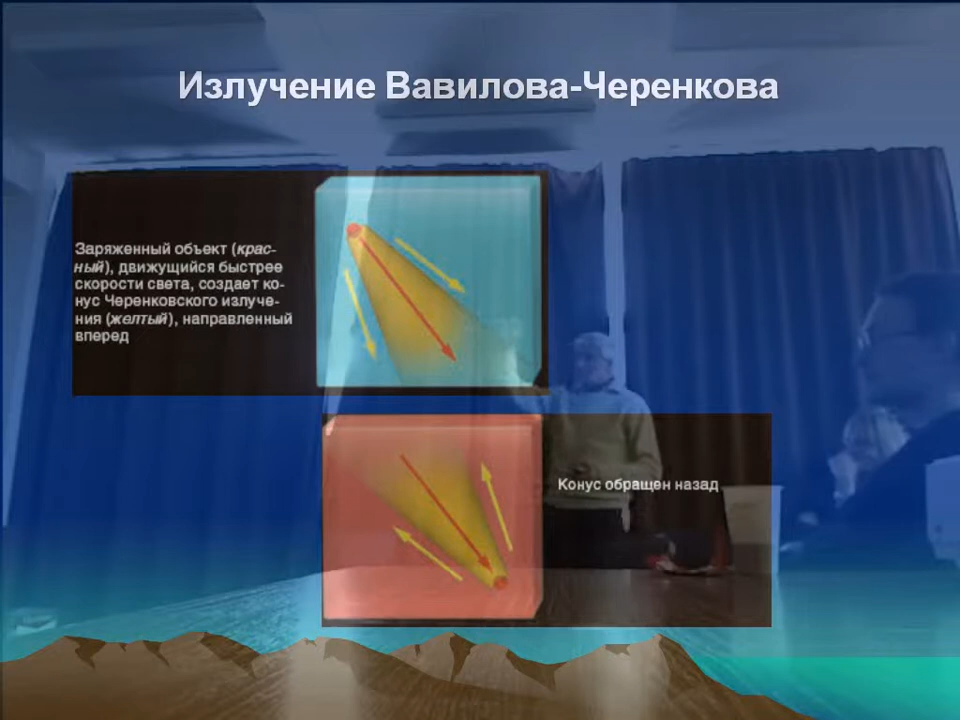 Излучение Вавилова-Черенкова
Заряженный объект (крас-
ный), движущийся быстрее
скорости света, создает ко-
нус Черенковского излуче-
ния (желтый), направленный
вперед
Конус обращен назад